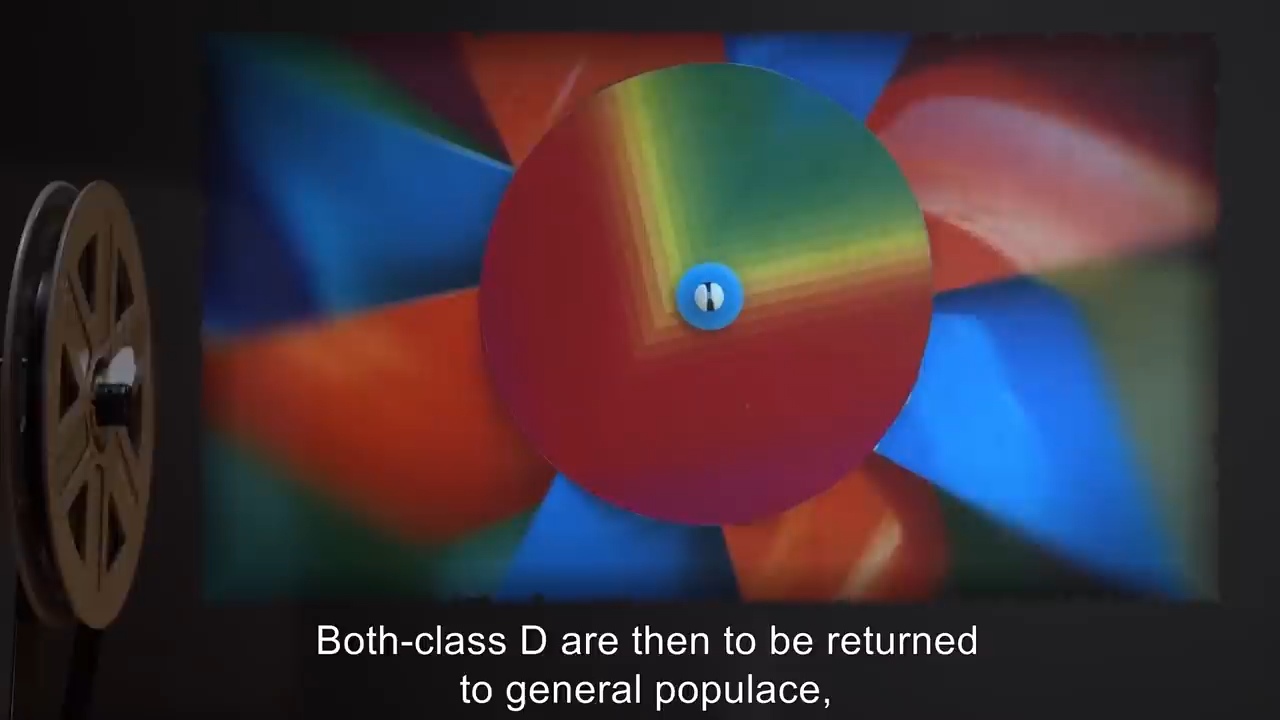 Both-class D are then to be returned
to general populace,